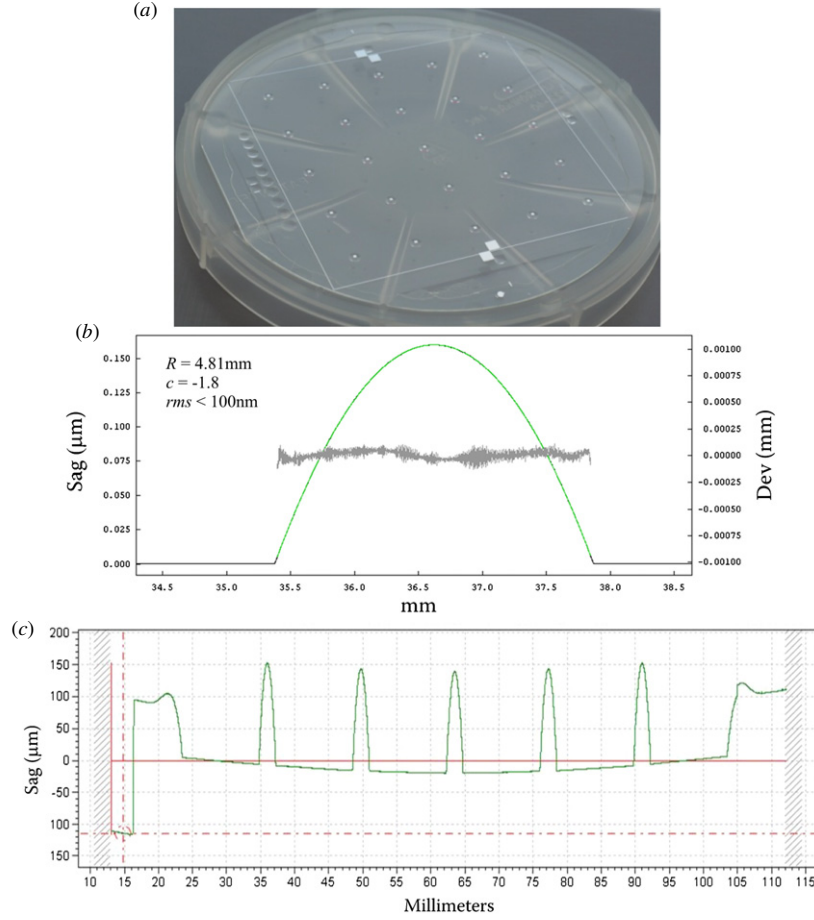 (a)
(b)
0.150
0.125
0.100
0.075
0.050
0.025
0.000
Sag (μm)
R = 4.81mm
c = -1.8
rms < 100nm
0.00100
0.00075
0.00050
0.00025
0.00000
-0.00025
-0.00050
-0.00075
-0.00100
Dev (mm)
34.5 35.0 35.5 36.0 36.5 37.0 37.5 38.0 38.5
mm
(c)
200
150
100
50
0
-50
100
150
Sag (μm)
10 15 20 25 30 35 40 45 50 55 60 65 70 75 80 85 90 95 100 105 110 115
Millimeters